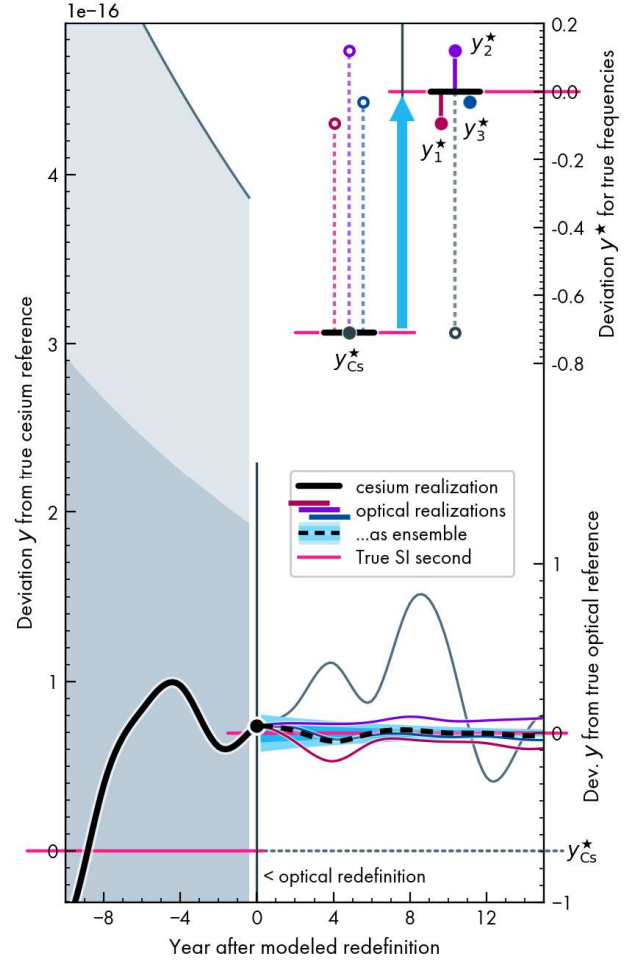 1e−16
0.2
0.0
-0.2
-0.4
-0.6
-0.8
Deviation y★ for true frequencies
y★2
y★1
y★3
y★Cs
4
3
2
1
0
Deviation y from true cesium reference
cesium realization
optical realizations
...as ensemble
True SI second
1
0
−1
Dev. y from true optical reference
y★Cs
< optical redefinition
−8
−4
0
4
8
12
Year after modeled redefinition